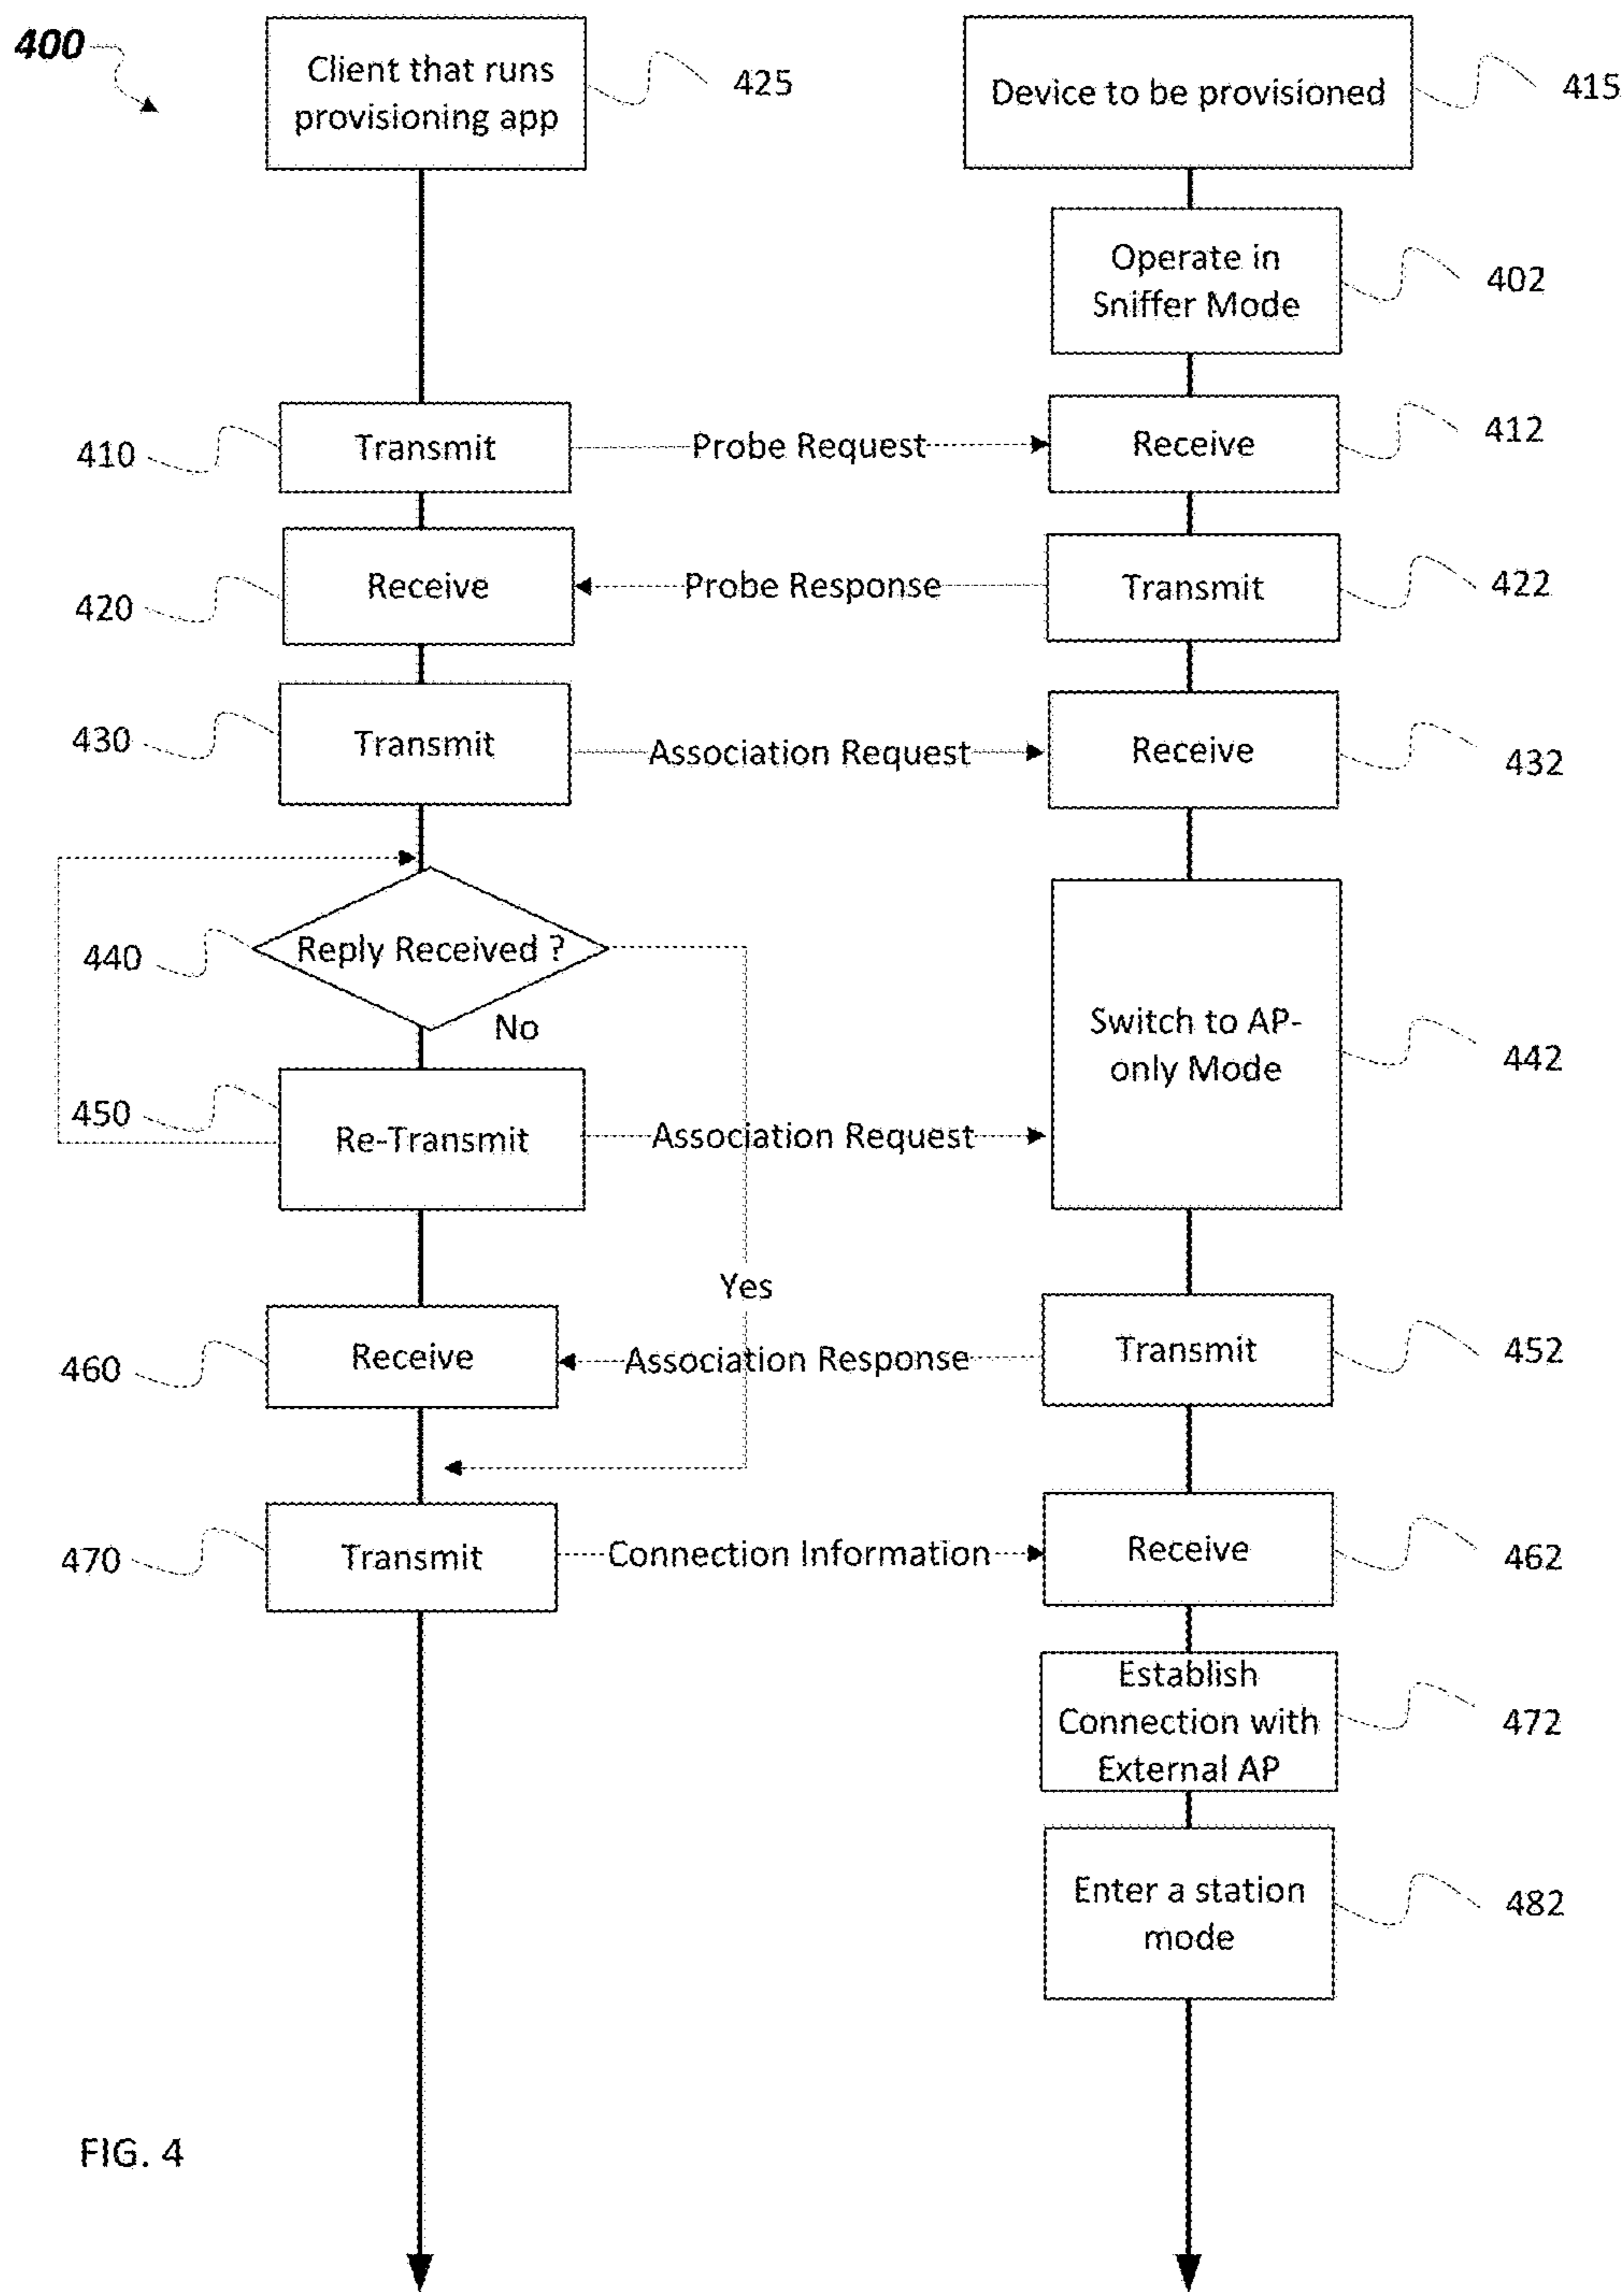 400
Client that runs
provisioning app
425
Device to be provisioned
415
Operate in
Sniffer Mode
402
410
Transmit
Probe Request
Receive
412
420
Receive
Probe Response
Transmit
422
430
Transmit
Association Request
Receive
432
440
Reply Received ?
No
Switch to AP-
only Mode
442
450
Re-Transmit
Association Request
Yes
460
Receive
Association Response
Transmit
452
470
Transmit
Connection Information
Receive
462
Establish
Connection with
External AP
472
Enter a station
mode
482
FIG. 4